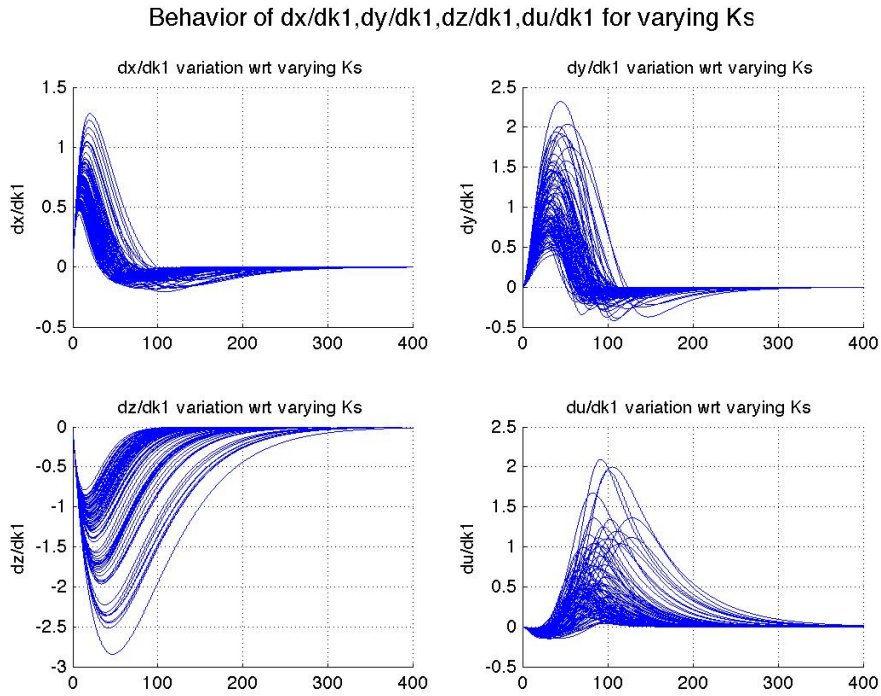 Behavior of dx/dk1,dy/dk1,dz/dk1,du/dk1 for varying Ks
dx/dk1 variation wrt varying Ks
1.5
1
0.5
0
-0.5
dx/dk1
0 100 200 300 400
dy/dk1 variation wrt varying Ks
2.5
2
1.5
1
0.5
0
-0.5
dy/dk1
0 100 200 300 400
dz/dk1 variation wrt varying Ks
0
-0.5
-1
-1.5
-2
-2.5
-3
dz/dk1
0 100 200 300 400
du/dk1 variation wrt varying Ks
2.5
2
1.5
1
0.5
0
-0.5
du/dk1
0 100 200 300 400